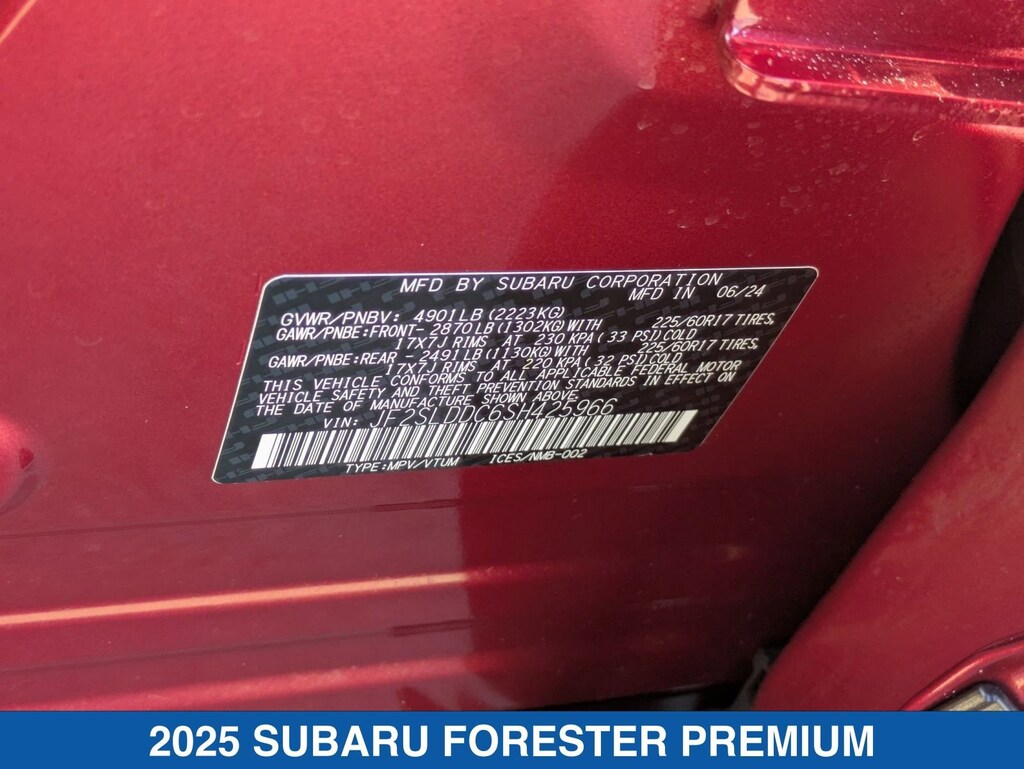 MFD BY SUBARU CORPORATION
MFD IN 06/24
GVWR/PNBV: 4901LB(2223KG)
GAWR/PNBE:FRONT- 2870LB(1302KG)WITH 225/60R17 TIRES,
17X7J RIMS AT 230 KPA(33 PSI)COLD
GAWR/PNBE:REAR - 2491LB(1130KG)WITH 225/60R17 TIRES,
17X7J RIMS AT 220 KPA(32 PSI)COLD
THIS VEHICLE CONFORMS TO ALL APPLICABLE FEDERAL MOTOR
VEHICLE SAFETY AND THEFT PREVENTION STANDARDS IN EFFECT ON
THE DATE OF MANUFACTURE SHOWN ABOVE.
VIN: JF2SLDDC6SH425966
TYPE:MPV/VTUM ICES/NMB-002
2025 SUBARU FORESTER PREMIUM